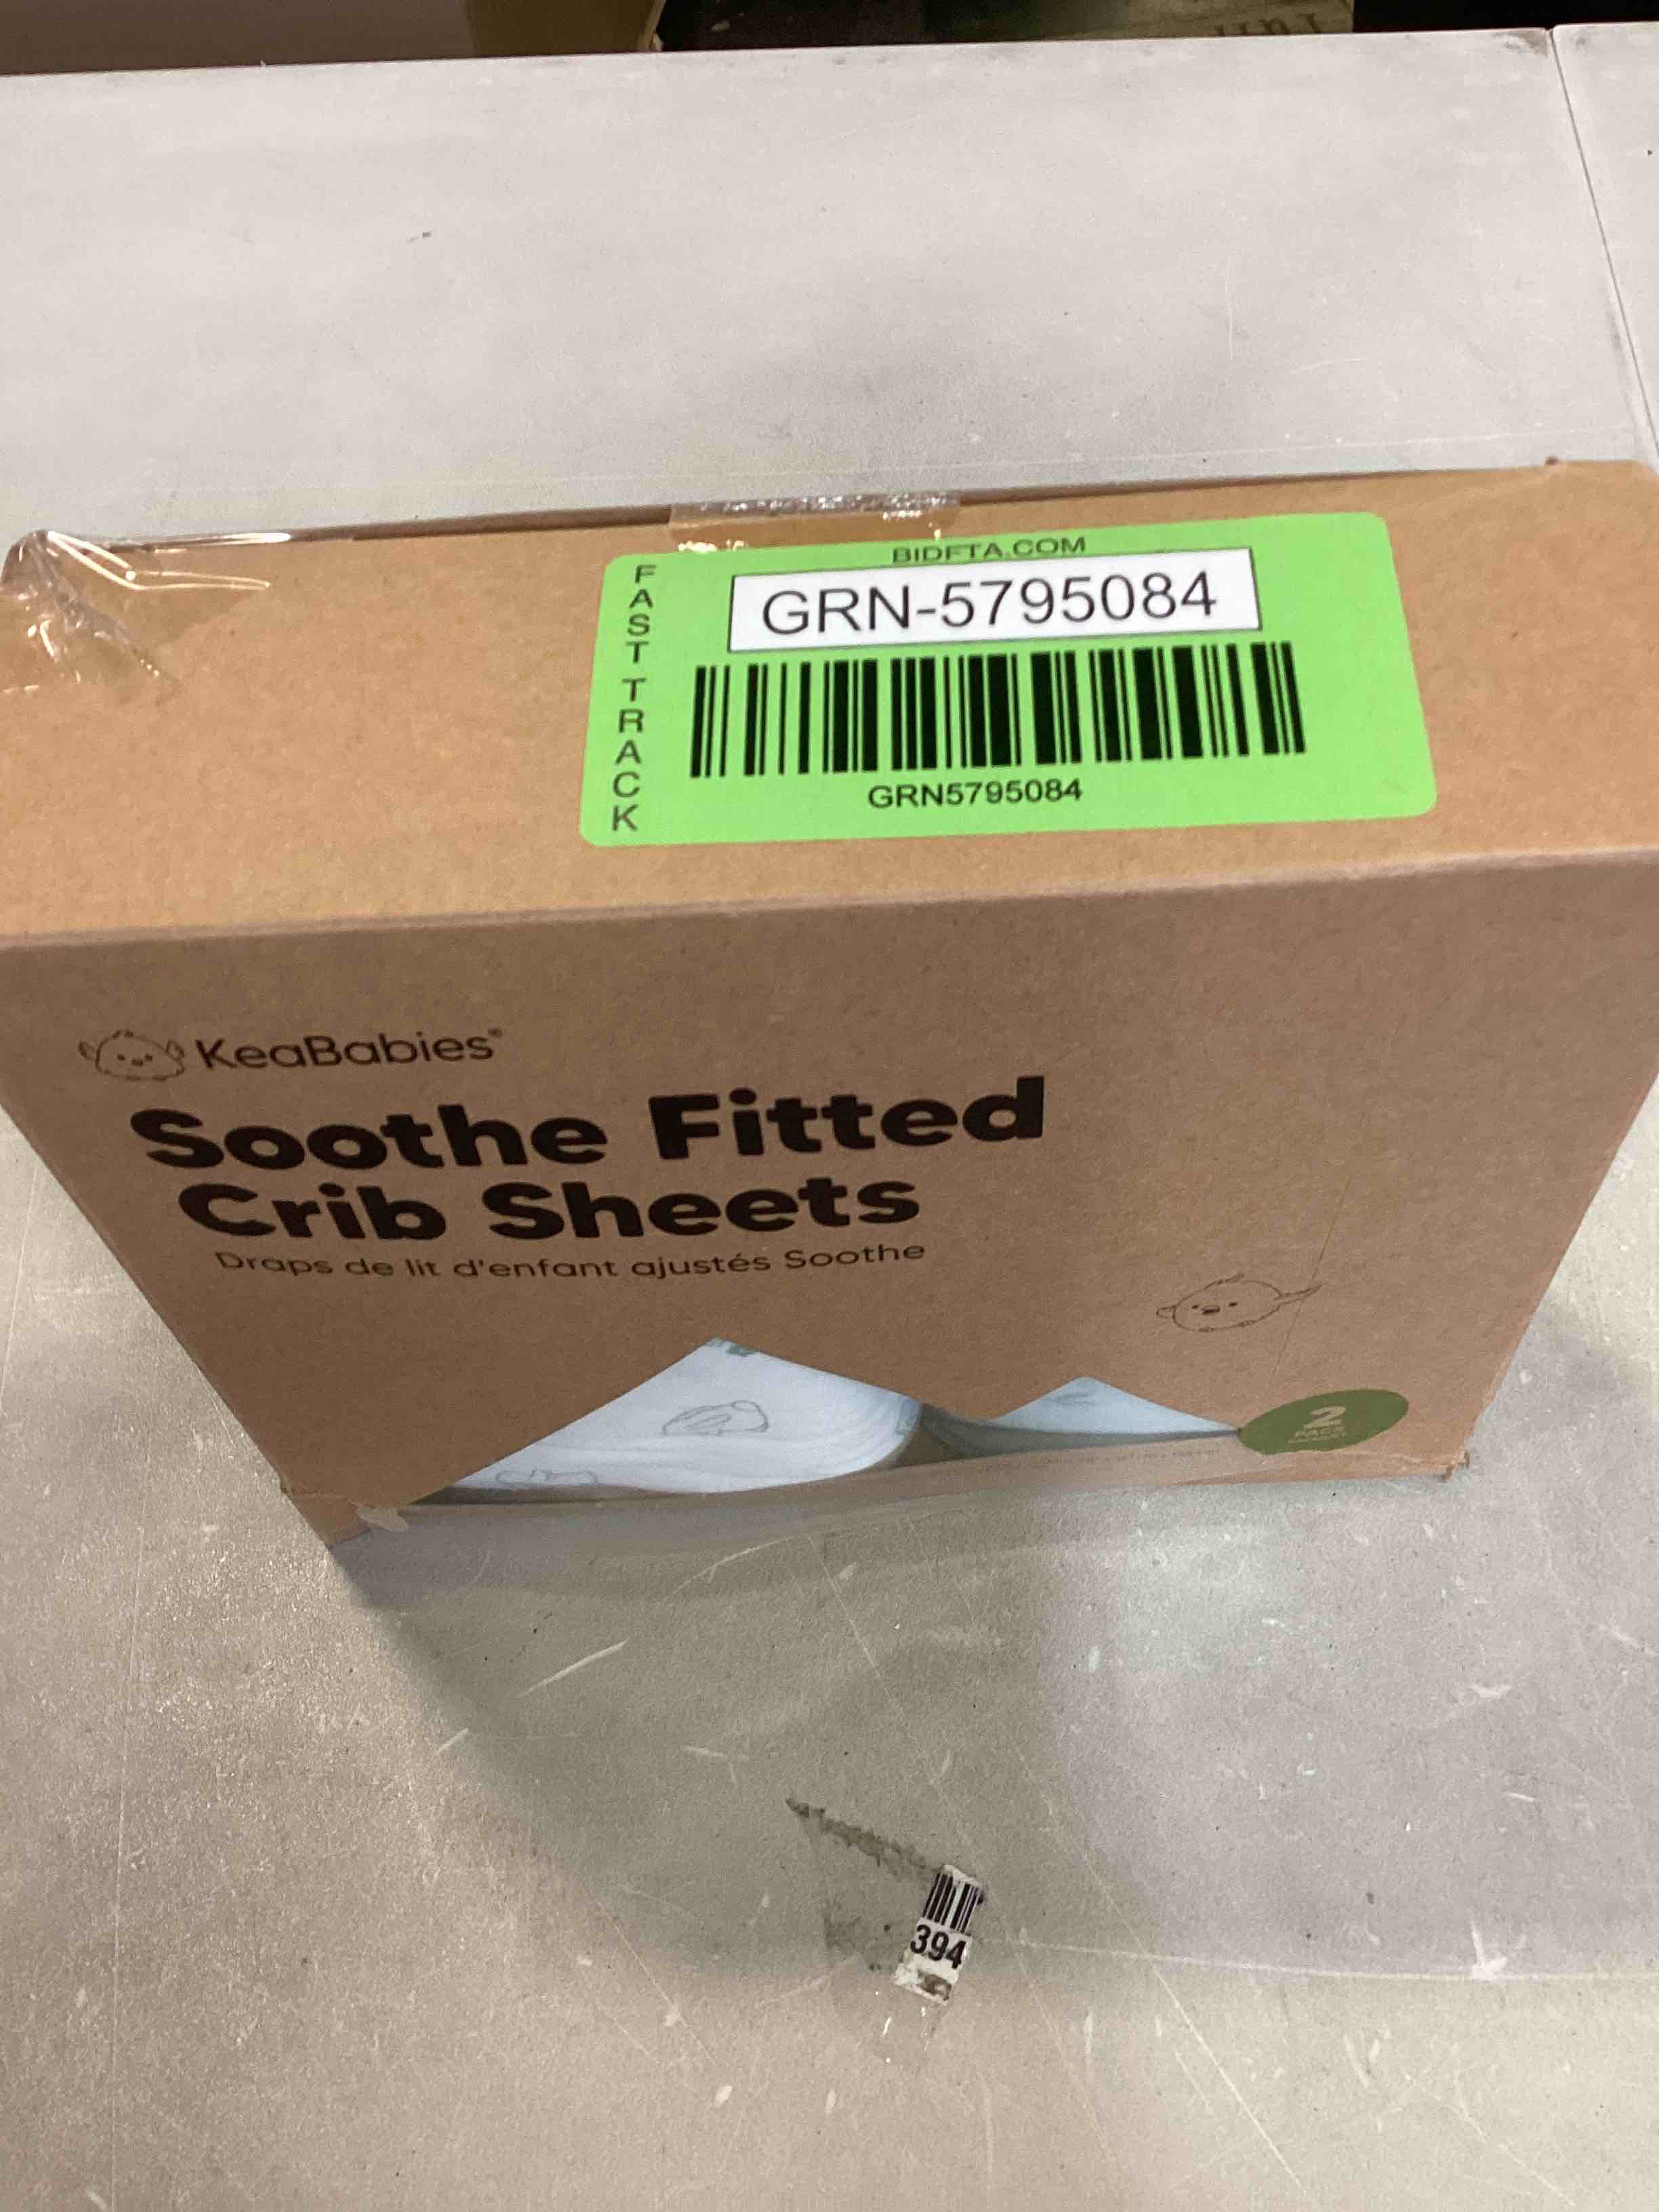 BIDFTA.COM
FAST TRACK
GRN-5795084
GRN5795084
KeaBabies®
Soothe Fitted
Crib Sheets
Draps de lit d'enfant ajustés Soothe
2
PACK
394